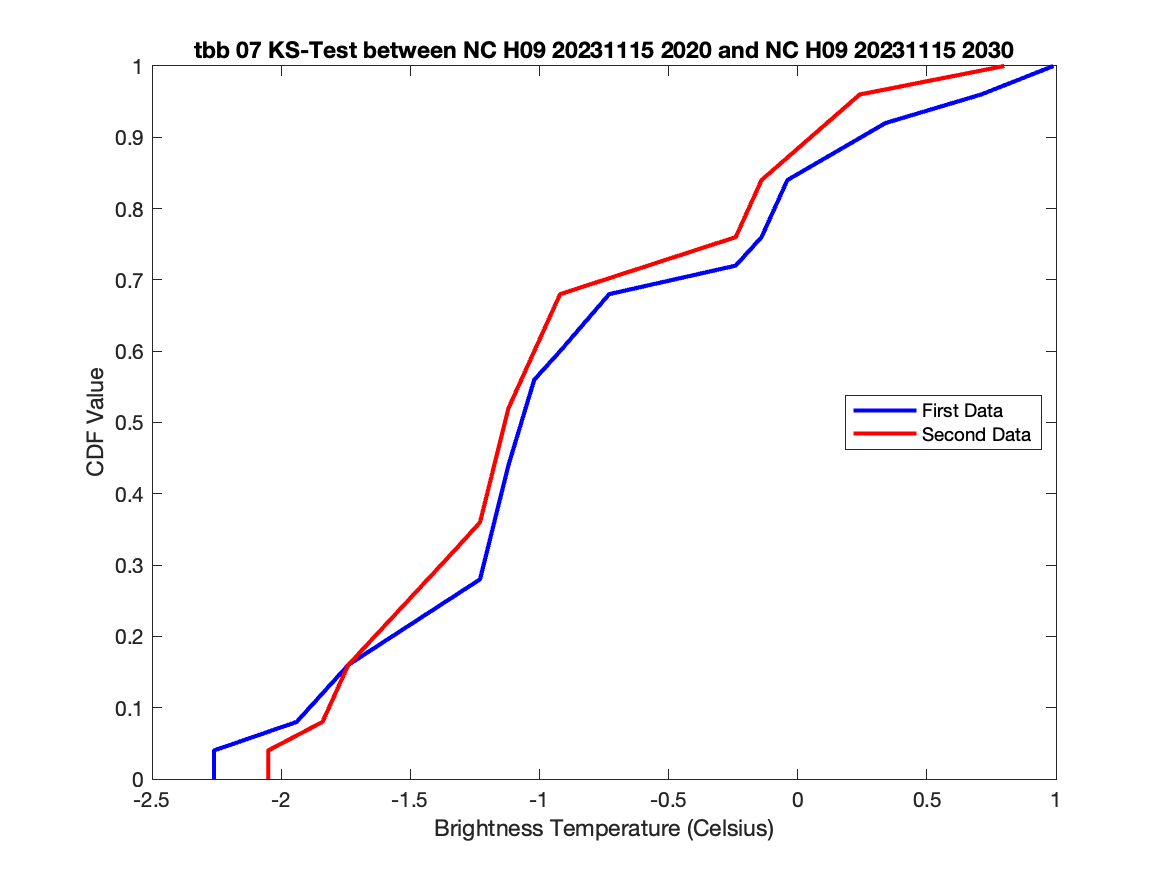 tbb 07 KS-Test between NC H09 20231115 2020 and NC H09 20231115 2030
1
0.9
0.8
0.7
0.6
0.5
0.4
0.3
0.2
0.1
0
CDF Value
First Data
Second Data
-2.5 -2 -1.5 -1 -0.5 0 0.5 1
Brightness Temperature (Celsius)